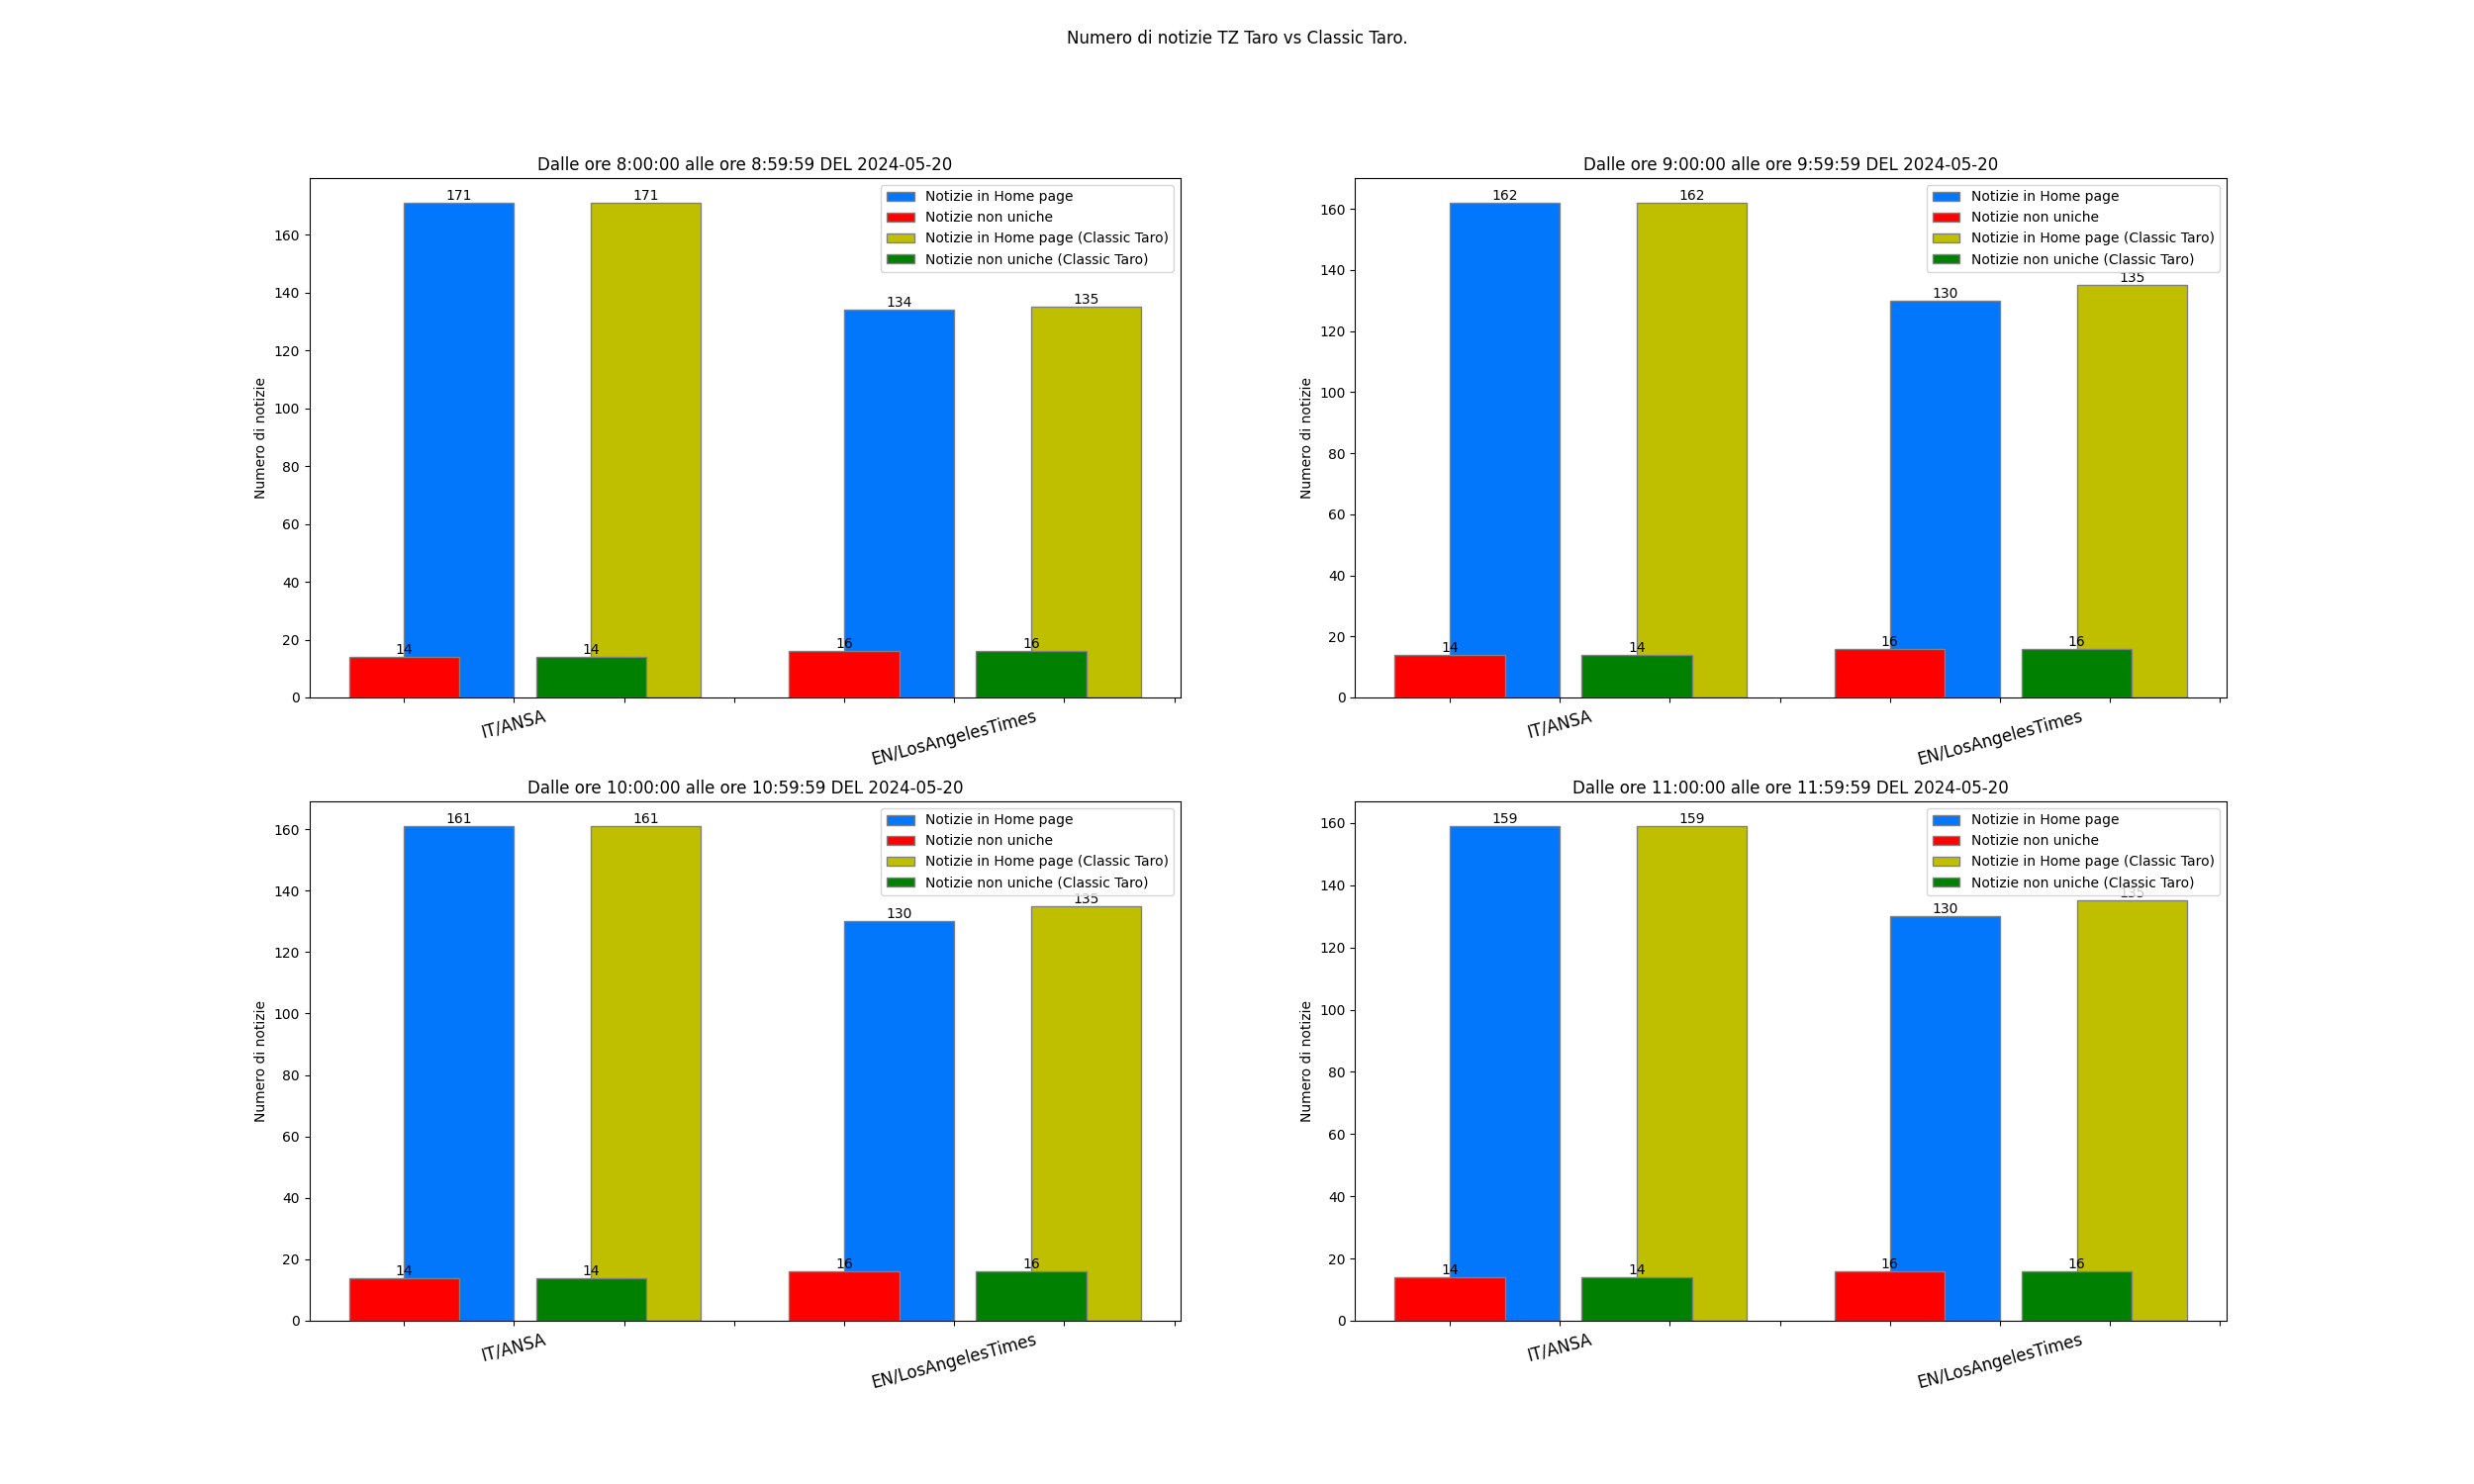 Numero di notizie TZ Taro vs Classic Taro.
Dalle ore 8:00:00 alle ore 8:59:59 DEL 2024-05-20
Numero di notizie
160
140
120
100
80
60
40
20
0
171
171
134
135
14
14
16
16
Notizie in Home page
Notizie non uniche
Notizie in Home page (Classic Taro)
Notizie non uniche (Classic Taro)
IT/ANSA
EN/LosAngelesTimes
Dalle ore 9:00:00 alle ore 9:59:59 DEL 2024-05-20
Numero di notizie
160
140
120
100
80
60
40
20
0
162
162
130
135
14
14
16
16
Notizie in Home page
Notizie non uniche
Notizie in Home page (Classic Taro)
Notizie non uniche (Classic Taro)
IT/ANSA
EN/LosAngelesTimes
Dalle ore 10:00:00 alle ore 10:59:59 DEL 2024-05-20
Numero di notizie
160
140
120
100
80
60
40
20
0
161
161
130
135
14
14
16
16
Notizie in Home page
Notizie non uniche
Notizie in Home page (Classic Taro)
Notizie non uniche (Classic Taro)
IT/ANSA
EN/LosAngelesTimes
Dalle ore 11:00:00 alle ore 11:59:59 DEL 2024-05-20
Numero di notizie
160
140
120
100
80
60
40
20
0
159
159
130
135
14
14
16
16
Notizie in Home page
Notizie non uniche
Notizie in Home page (Classic Taro)
Notizie non uniche (Classic Taro)
IT/ANSA
EN/LosAngelesTimes